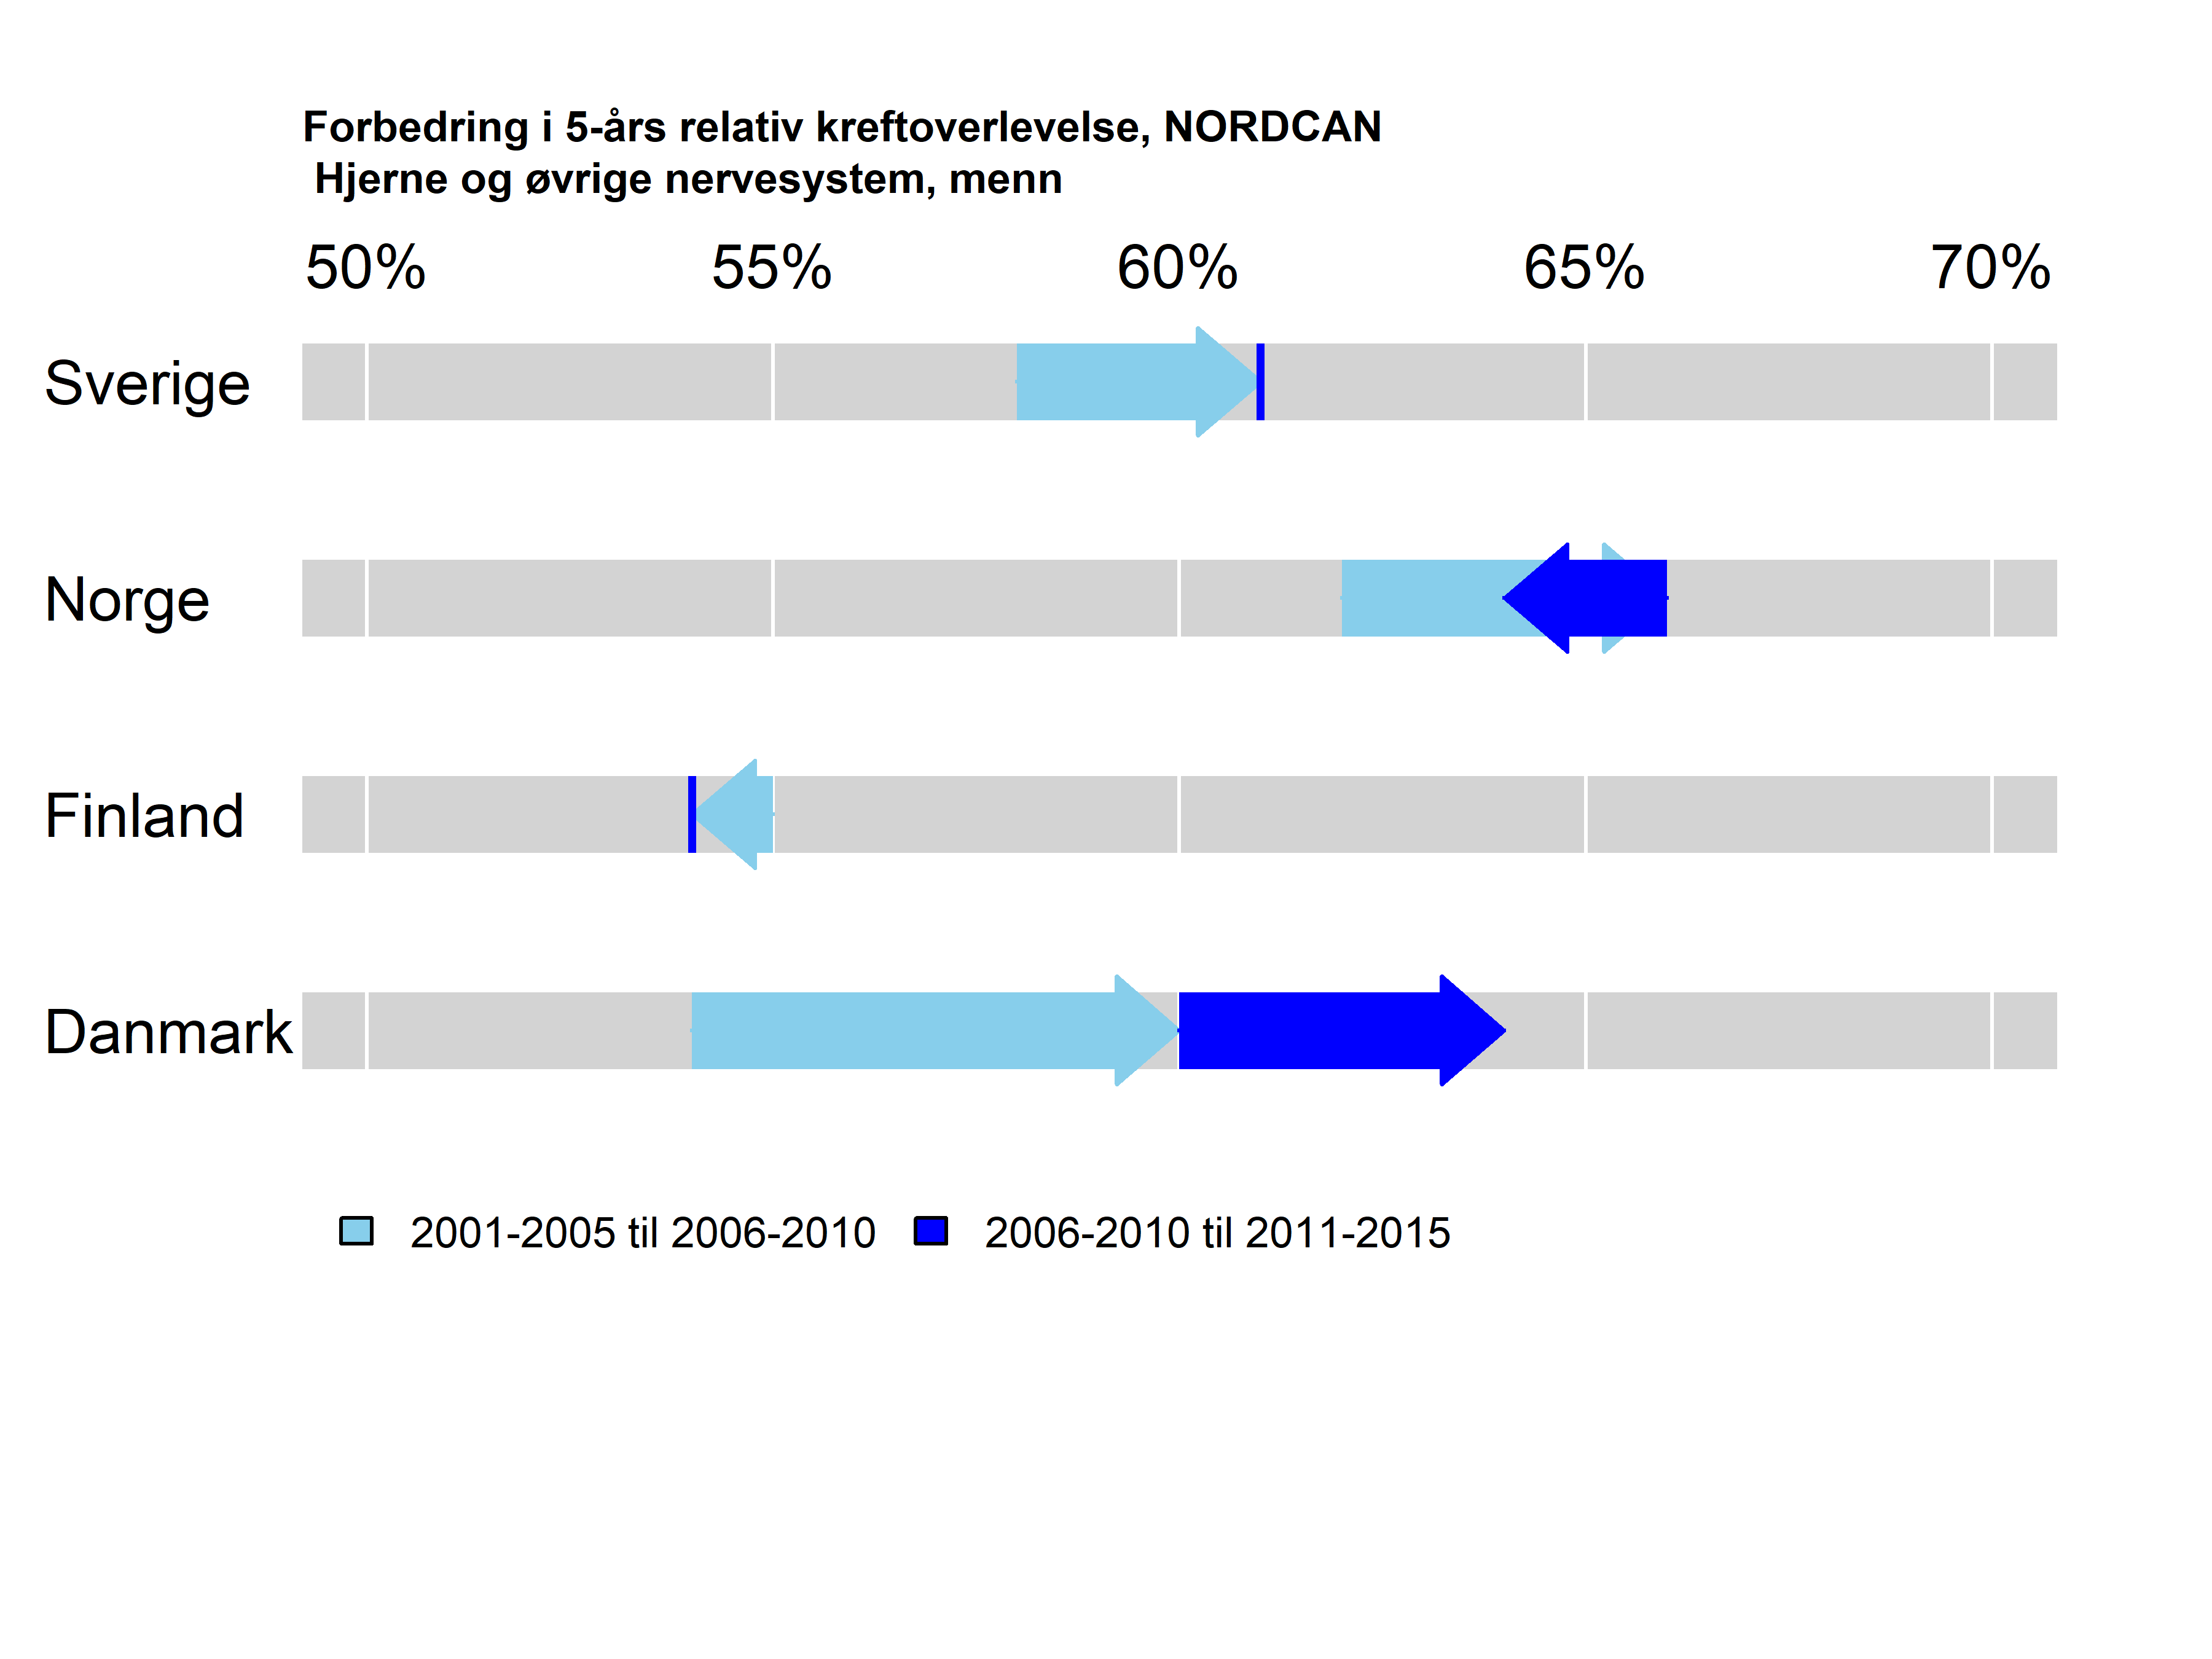 Forbedring i 5-års relativ kreftoverlevelse, NORDCAN
Hjerne og øvrige nervesystem, menn
50% 55% 60% 65% 70%
Sverige
Norge
Finland
Danmark
2001-2005 til 2006-2010 2006-2010 til 2011-2015